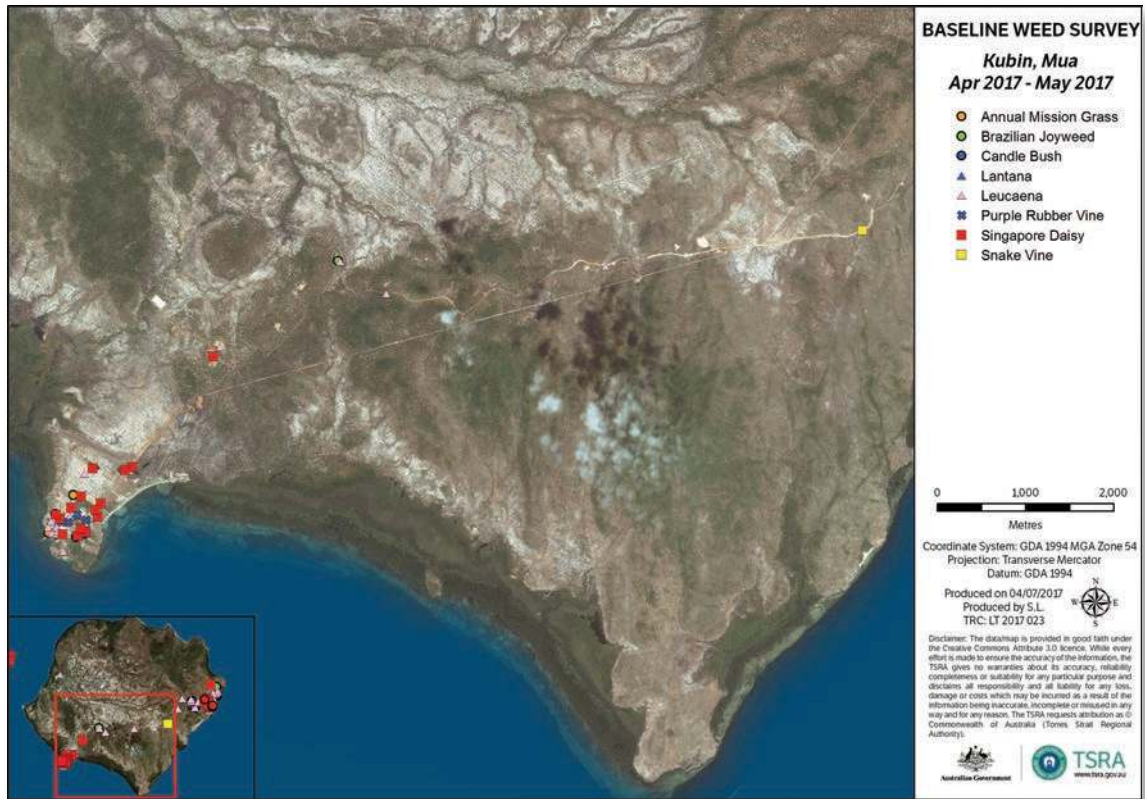 BASELINE WEED SURVEY
Kubin, Mua
Apr 2017 - May 2017
Annual Mission Grass
Brazilian Joyweed
Candle Bush
Lantana
Leucaena
Purple Rubber Vine
Singapore Daisy
Snake Vine
0 1,000 2,000
Metres
Coordinate System: GDA 1994 MGA Zone 54
Projection: Transverse Mercator
Datum: GDA 1994
Produced on 04/07/2017
Produced by S.L.
TRC: LT 2017 023
N
W E
S
Disclaimer: The data/map is provided in good faith under
the Creative Commons Attribute 3.0 licence. While every
effort is made to ensure the accuracy of the information, the
TSRA gives no warranties about its accuracy, reliability
completeness or suitability for any particular purpose and
disclaims all responsibility and all liability for any loss,
damage or costs which may be incurred as a result of the
information being inaccurate, incomplete or misused in any
way and for any reason. The TSRA requests attribution as ©
Commonwealth of Australia (Torres Strait Regional
Authority).
Australian Government
TSRA
www.tsra.gov.au